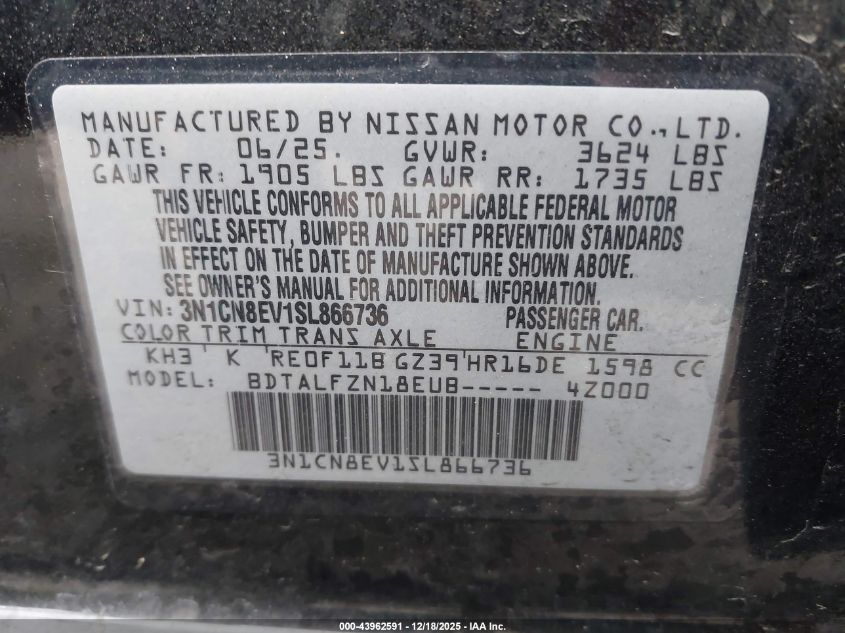 MANUFACTURED BY NISSAN MOTOR CO., LTD.
DATE: 06/25. GVWR: 3624 LBS
GAWR FR: 1905 LBS GAWR RR: 1735 LBS
THIS VEHICLE CONFORMS TO ALL APPLICABLE FEDERAL MOTOR
VEHICLE SAFETY, BUMPER AND THEFT PREVENTION STANDARDS
IN EFFECT ON THE DATE OF MANUFACTURE SHOWN ABOVE.
SEE OWNER'S MANUAL FOR ADDITIONAL INFORMATION.
VIN: 3N1CN8EV1SL866736 PASSENGER CAR.
COLOR TRIM TRANS AXLE ENGINE
KH3 K RE0F11B GZ39 HR16DE 1598 CC
MODEL: BDTALFZN18EUB----- 4Z000
3N1CN8EV1SL866736
000-43962591 - 12/18/2025 - IAA Inc.